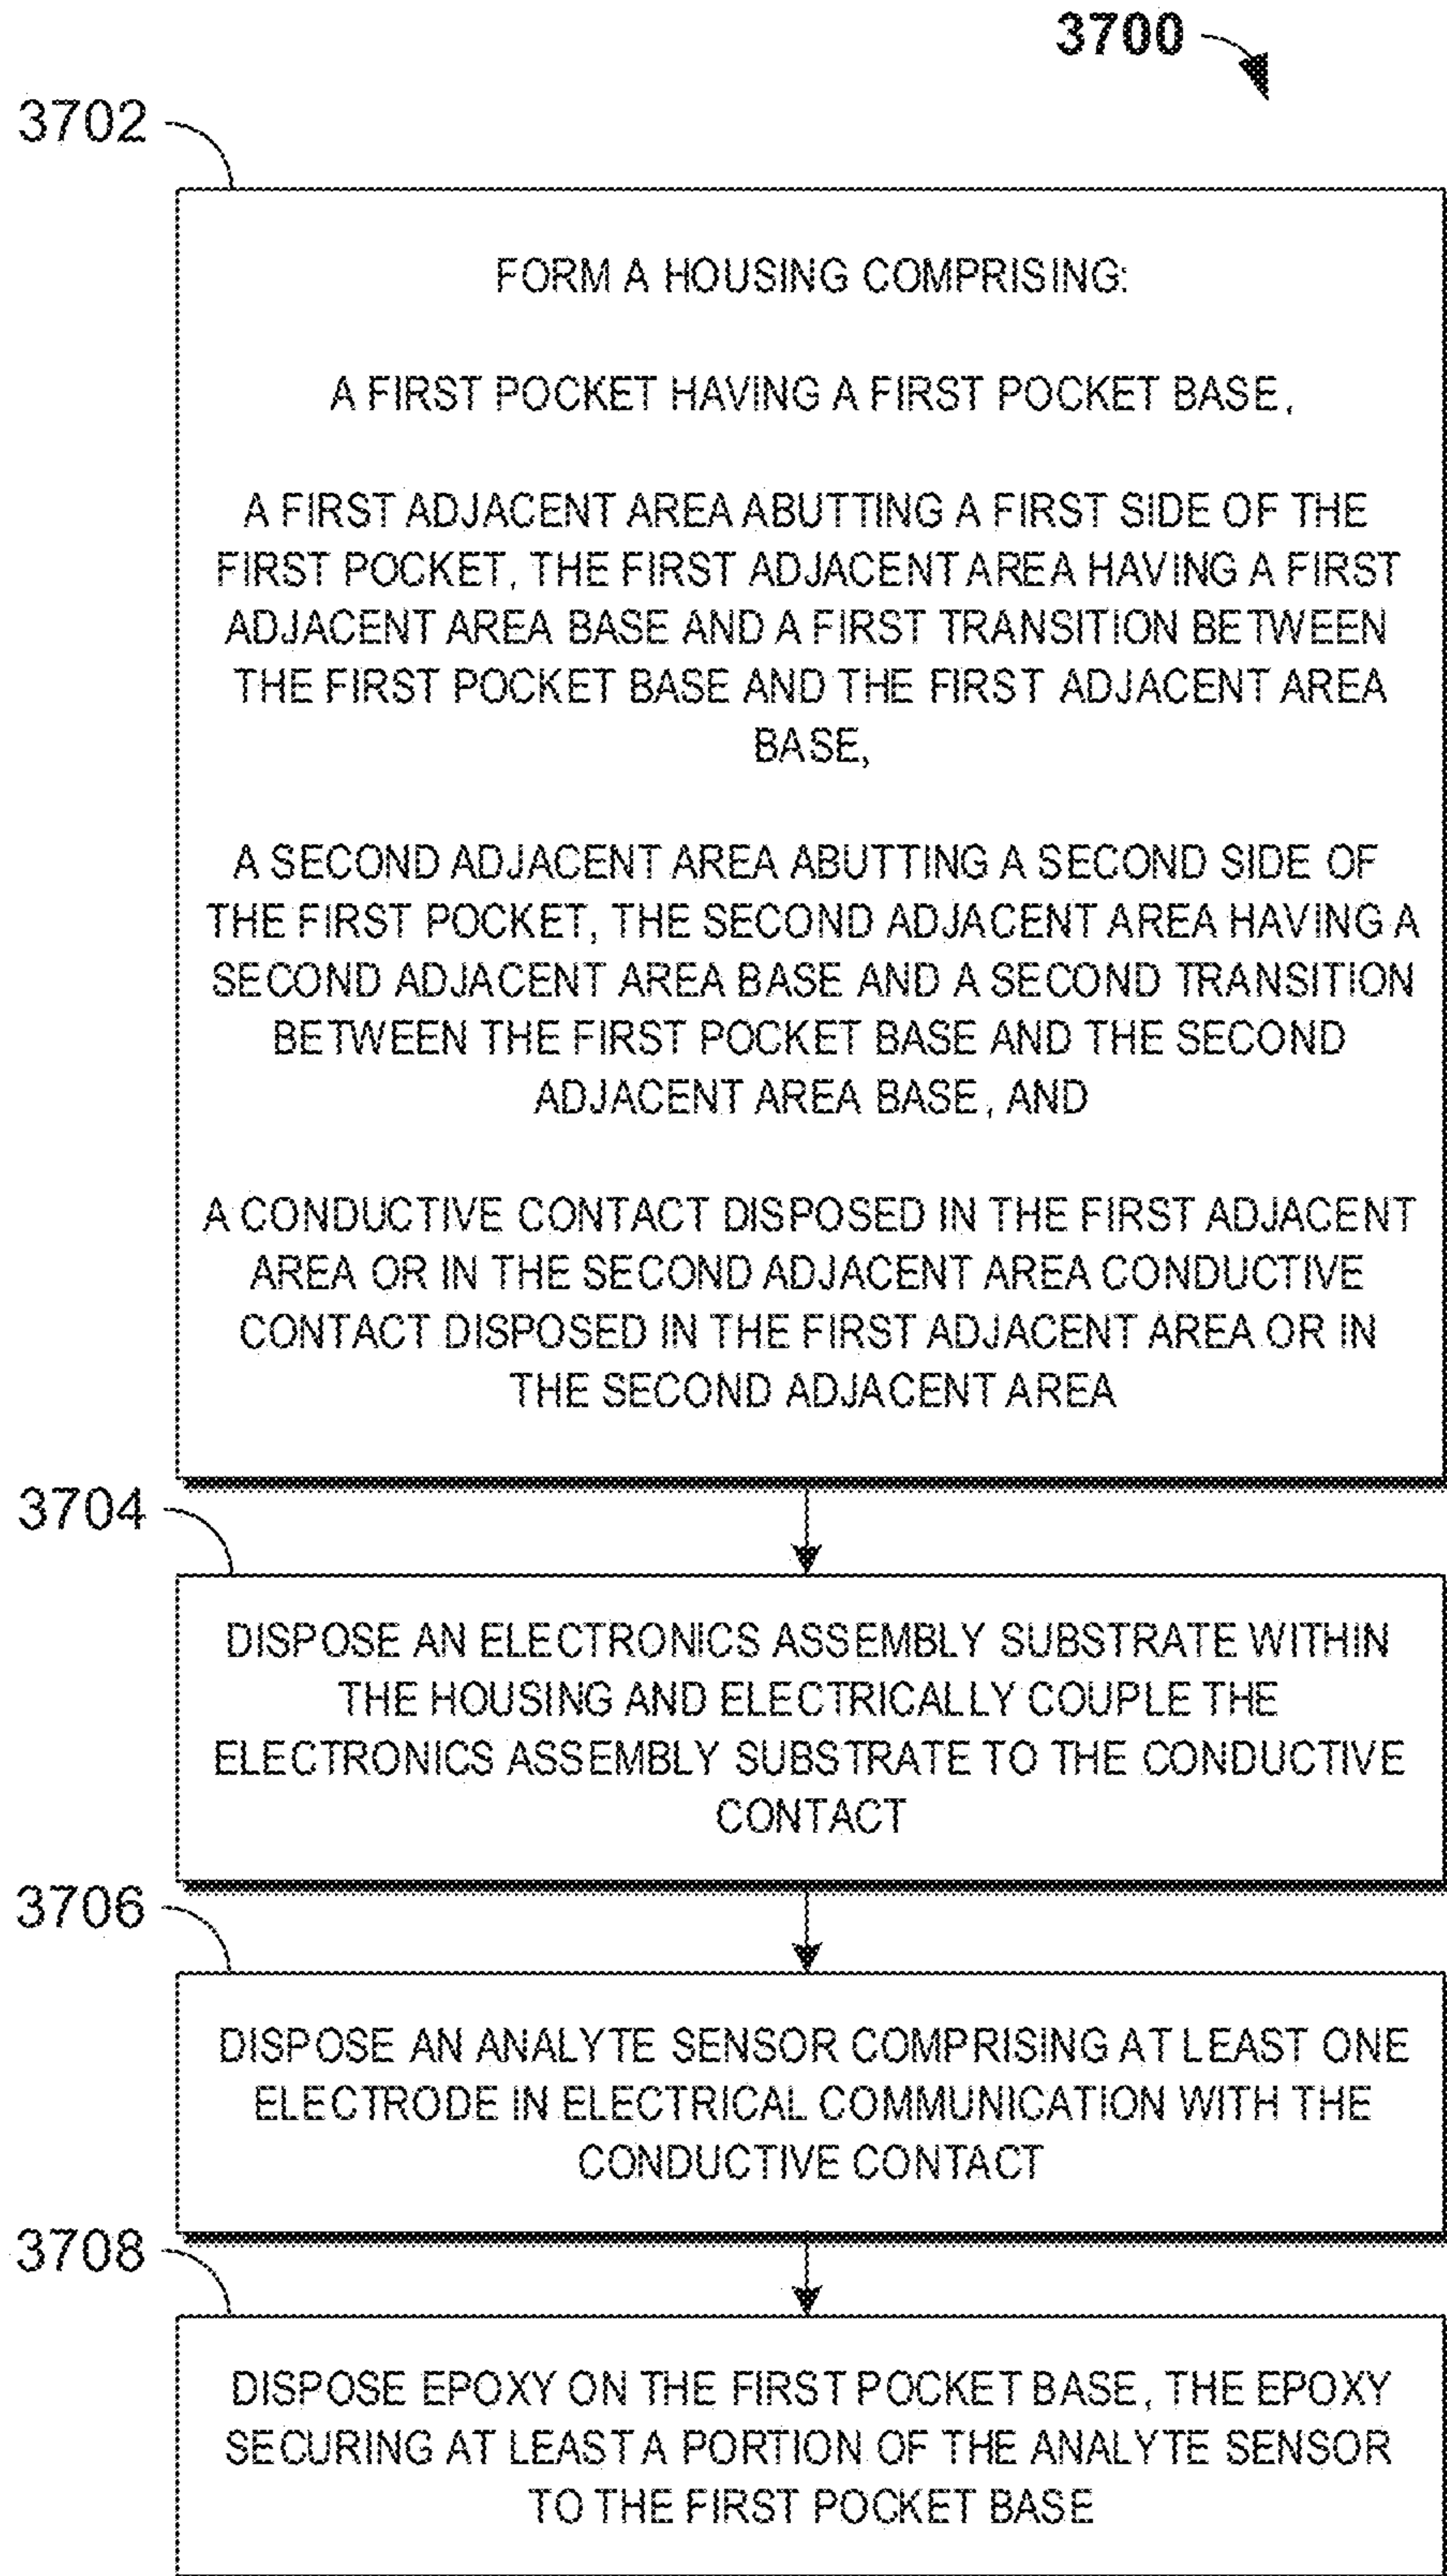 3700
3702
FORM A HOUSING COMPRISING:
A FIRST POCKET HAVING A FIRST POCKET BASE,
A FIRST ADJACENT AREA ABUTTING A FIRST SIDE OF THE
FIRST POCKET, THE FIRST ADJACENT AREA HAVING A FIRST
ADJACENT AREA BASE AND A FIRST TRANSITION BETWEEN
THE FIRST POCKET BASE AND THE FIRST ADJACENT AREA
BASE,
A SECOND ADJACENT AREA ABUTTING A SECOND SIDE OF
THE FIRST POCKET, THE SECOND ADJACENT AREA HAVING A
SECOND ADJACENT AREA BASE AND A SECOND TRANSITION
BETWEEN THE FIRST POCKET BASE AND THE SECOND
ADJACENT AREA BASE, AND
A CONDUCTIVE CONTACT DISPOSED IN THE FIRST ADJACENT
AREA OR IN THE SECOND ADJACENT AREA CONDUCTIVE
CONTACT DISPOSED IN THE FIRST ADJACENT AREA OR IN
THE SECOND ADJACENT AREA
3704
DISPOSE AN ELECTRONICS ASSEMBLY SUBSTRATE WITHIN
THE HOUSING AND ELECTRICALLY COUPLE THE
ELECTRONICS ASSEMBLY SUBSTRATE TO THE CONDUCTIVE
CONTACT
3706
DISPOSE AN ANALYTE SENSOR COMPRISING AT LEAST ONE
ELECTRODE IN ELECTRICAL COMMUNICATION WITH THE
CONDUCTIVE CONTACT
3708
DISPOSE EPOXY ON THE FIRST POCKET BASE, THE EPOXY
SECURING AT LEAST A PORTION OF THE ANALYTE SENSOR
TO THE FIRST POCKET BASE